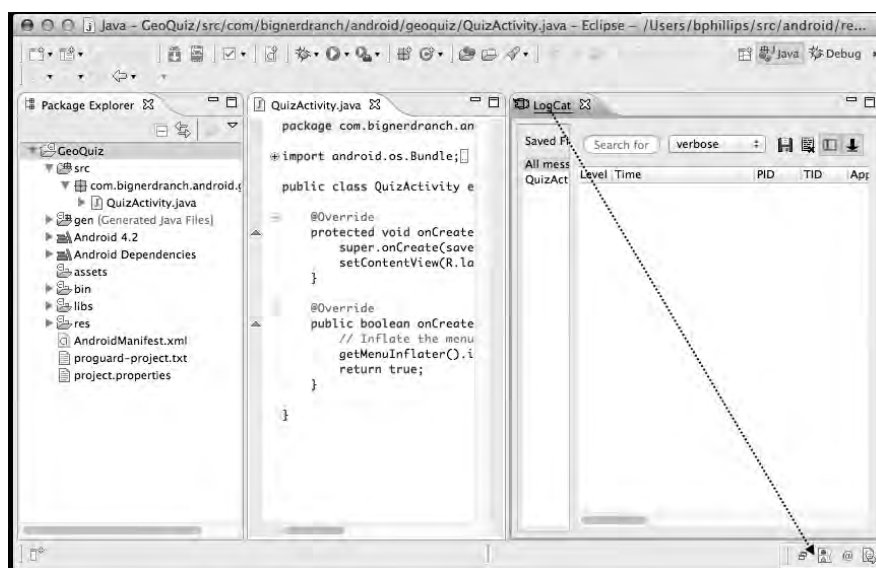 Java - GeoQuiz/src/com/bignerdranch/android/geoquiz/QuizActivity.java - Eclipse - /Users/bphillips/src/android/re...
Java Debug
Package Explorer
GeoQuiz
src
com.bignerdranch.android.g
QuizActivity.java
gen (Generated Java Files)
Android 4.2
Android Dependencies
assets
bin
libs
res
AndroidManifest.xml
proguard-project.txt
project.properties
QuizActivity.java
package com.bignerdranch.an
import android.os.Bundle;
public class QuizActivity e
@Override
protected void onCreate
super.onCreate(save
setContentView(R.la
}
@Override
public boolean onCreate
// Inflate the menu
getMenuInflater().i
return true;
}
}
LogCat
Saved Fi
Search for
verbose
All mess
QuizAct
Level Time PID TID App
@